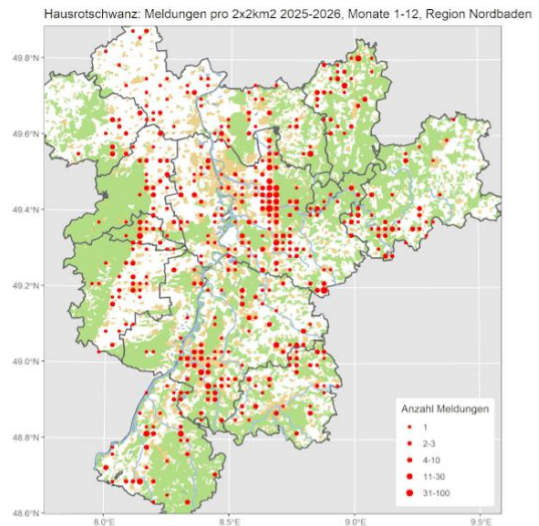 Hausrotschwanz: Meldungen pro 2x2km2 2025-2026, Monate 1-12, Region Nordbaden
49.8°N
49.6°N
49.4°N
49.2°N
49.0°N
48.8°N
48.6°N
8.0°E
8.5°E
9.0°E
9.5°E
Anzahl Meldungen
1
2-3
4-10
11-30
31-100